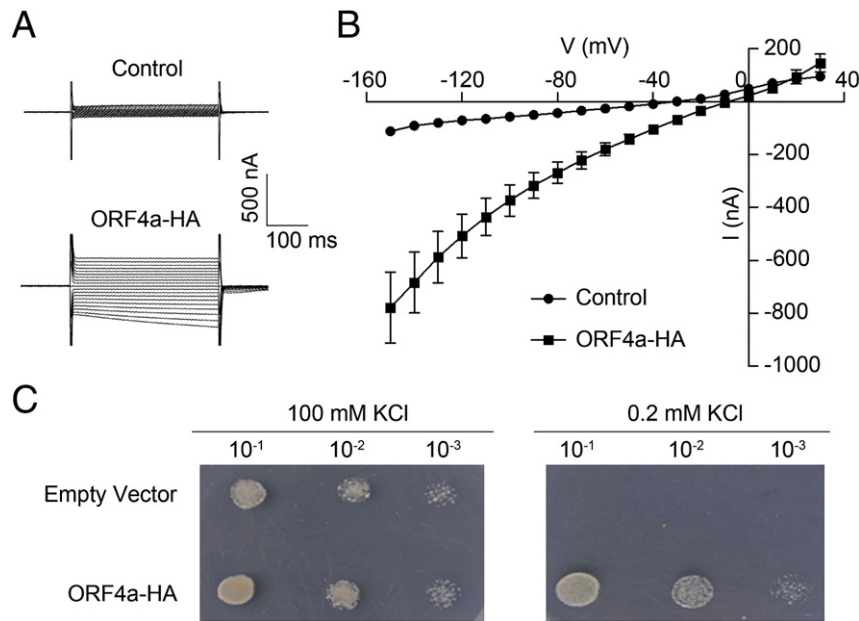 A
Control
ORF4a-HA
500 nA
100 ms
B
V (mV)
-160
-120
-80
-40
0
40
200
-200
-400
-600
-800
-1000
I (nA)
Control
ORF4a-HA
C
100 mM KCl
0.2 mM KCl
10⁻¹ 10⁻² 10⁻³
10⁻¹ 10⁻² 10⁻³
Empty Vector
ORF4a-HA